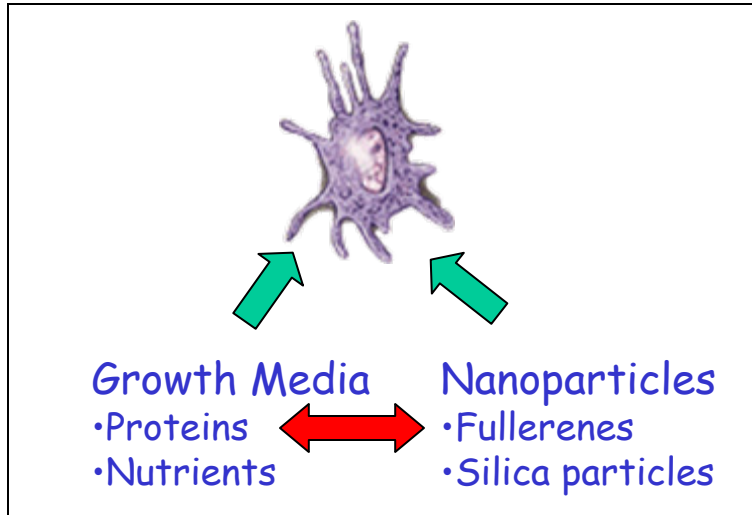 Growth Media
•Proteins
•Nutrients
Nanoparticles
•Fullerenes
•Silica particles